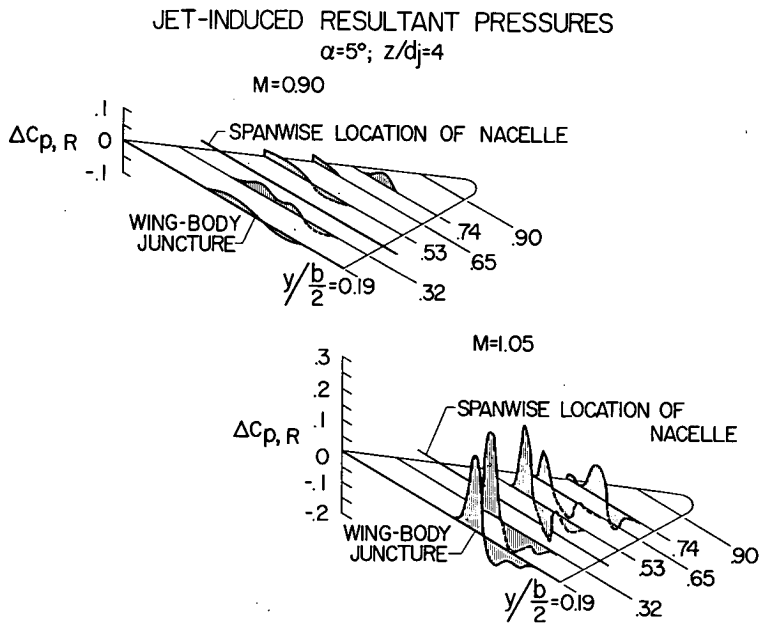 JET-INDUCED RESULTANT PRESSURES
α=5°; z/dj=4
M=0.90
.1
ΔCp, R 0
-.1
SPANWISE LOCATION OF NACELLE
WING-BODY
JUNCTURE
y/b/2=0.19
.32
.53
.65
.74
.90
M=1.05
.3
.2
.1
ΔCp, R 0
-.1
-.2
SPANWISE LOCATION OF
NACELLE
WING-BODY
JUNCTURE
y/b/2=0.19
.32
.53
.65
.74
.90